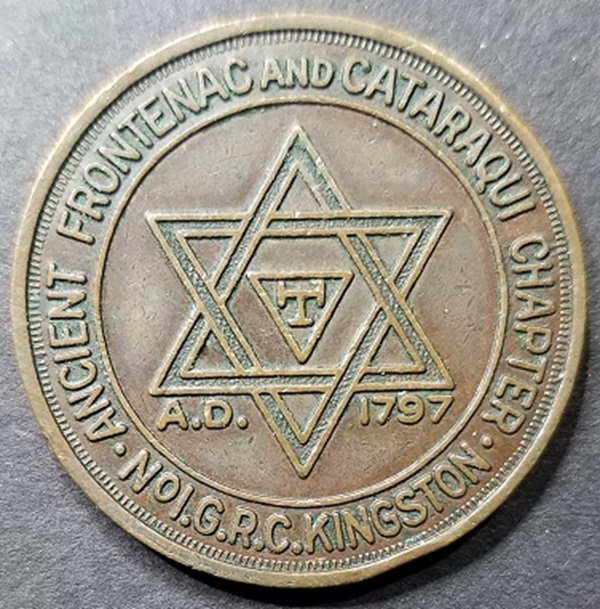 ANCIENT FRONTENAC AND CATARAQUI CHAPTER
No1.G.R.C.KINGSTON
T
A.D. 1797